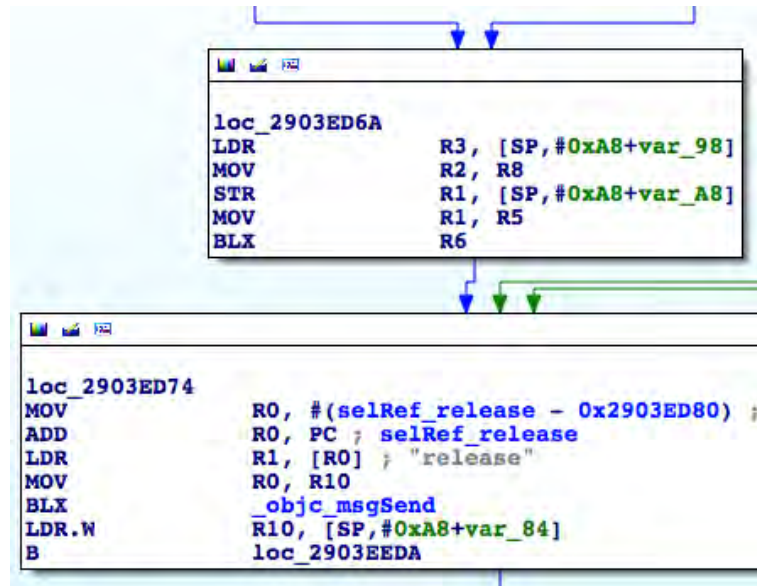 loc_2903ED6A
LDR R3, [SP,#0xA8+var_98]
MOV R2, R8
STR R1, [SP,#0xA8+var_A8]
MOV R1, R5
BLX R6
loc_2903ED74
MOV R0, #(selRef_release - 0x2903ED80) ;
ADD R0, PC ; selRef_release
LDR R1, [R0] ; "release"
MOV R0, R10
BLX _objc_msgSend
LDR.W R10, [SP,#0xA8+var_84]
B loc_2903EEDA